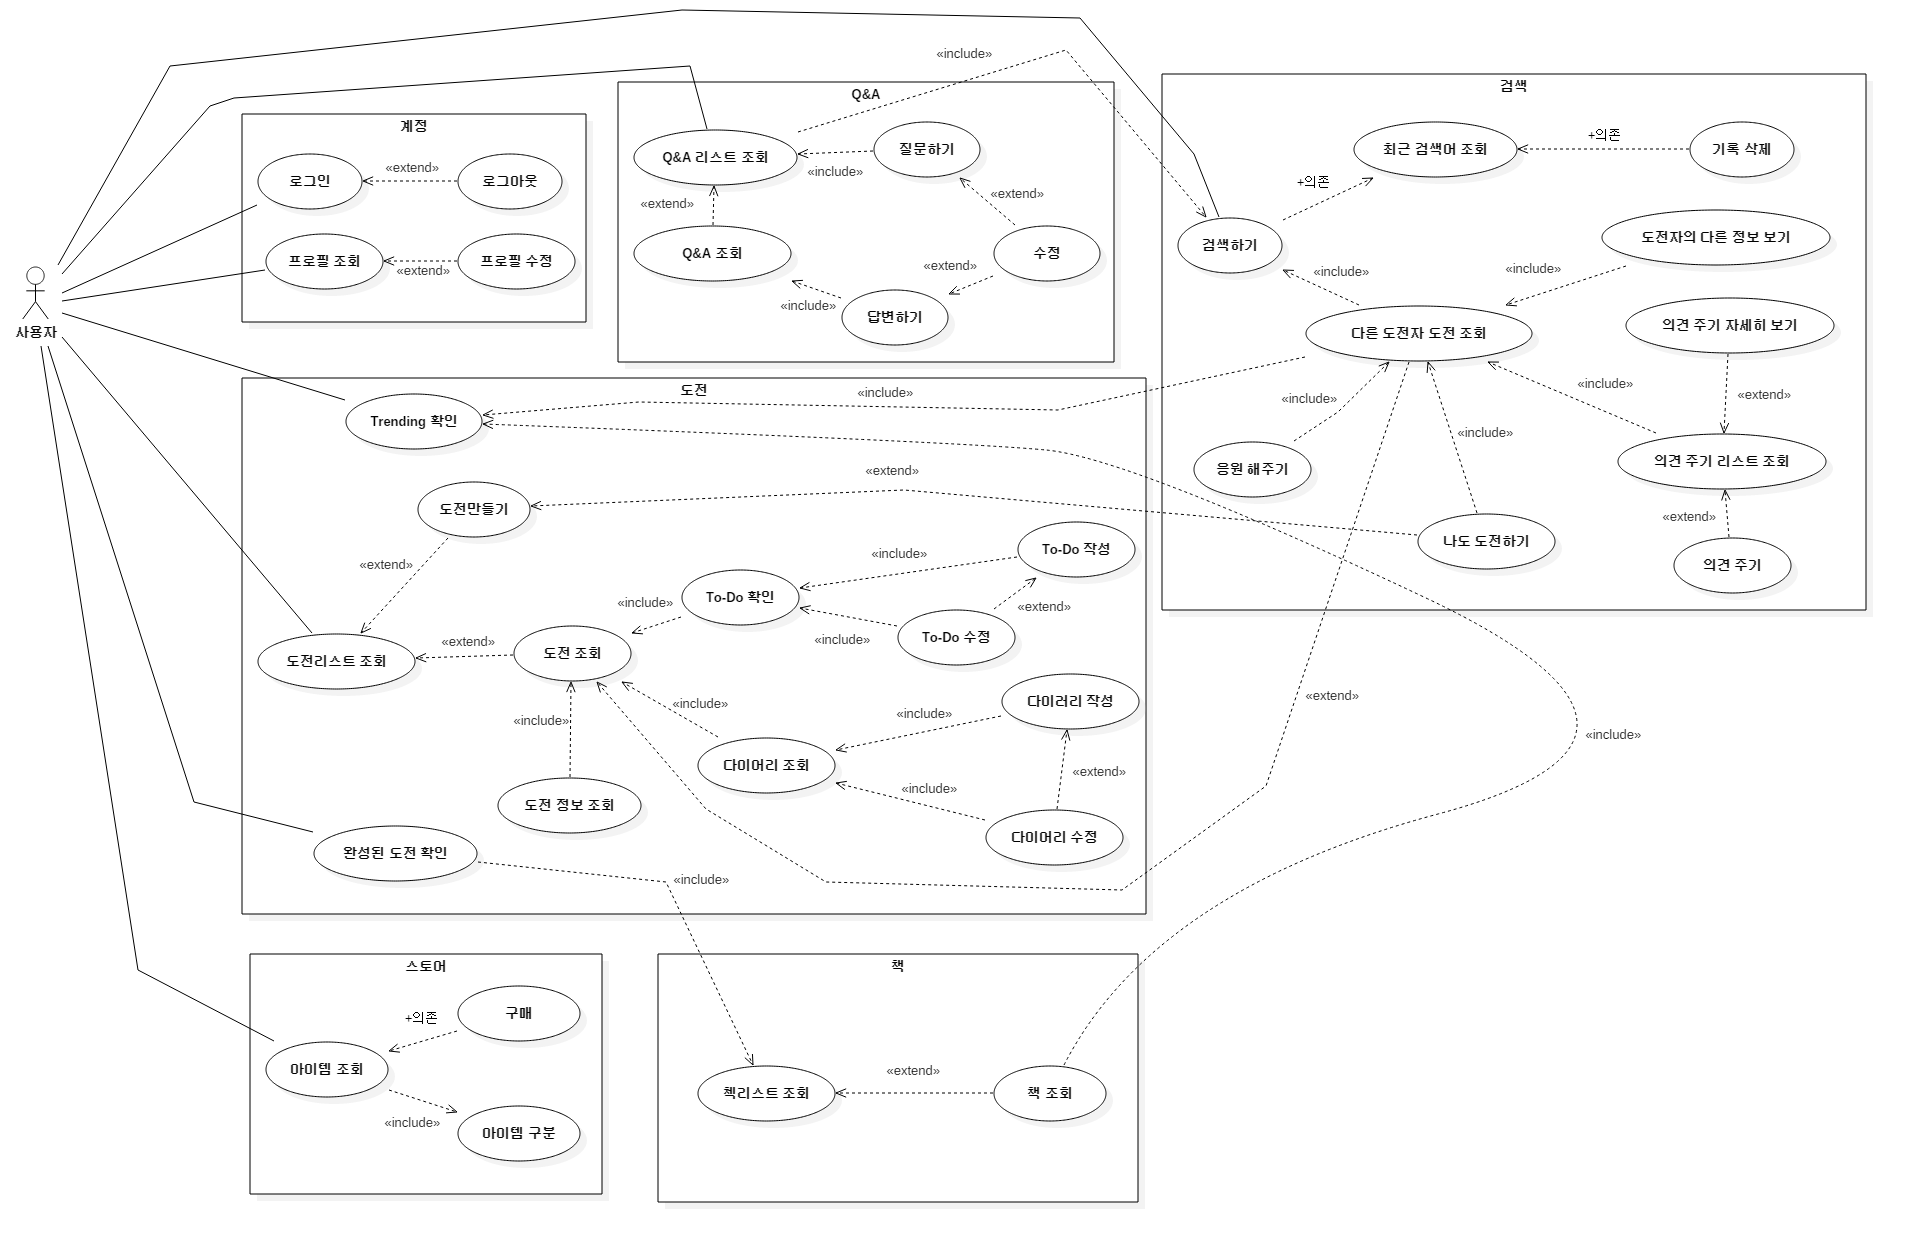 사용자
계정
로그인
«extend»
로그아웃
프로필 조회
«extend»
프로필 수정
Q&A
«include»
Q&A 리스트 조회
«include»
질문하기
«extend»
«extend»
Q&A 조회
수정
«extend»
«include»
답변하기
검색
최근 검색어 조회
+의존
기록 삭제
+의존
검색하기
도전자의 다른 정보 보기
«include»
«include»
다른 도전자 도전 조회
의견 주기 자세히 보기
«include»
«extend»
«include»
«include»
응원 해주기
의견 주기 리스트 조회
«extend»
나도 도전하기
의견 주기
도전
«include»
Trending 확인
«extend»
도전만들기
«extend»
To-Do 작성
«include»
To-Do 확인
«include»
«extend»
«include»
To-Do 수정
도전리스트 조회
«extend»
도전 조회
«include»
«include»
다이러리 작성
«include»
다이어리 조회
«extend»
«include»
도전 정보 조회
다이어리 수정
완성된 도전 확인
«include»
«extend»
«include»
스토어
+의존
구매
아이템 조회
«include»
아이템 구분
책
첵리스트 조회
«extend»
책 조회